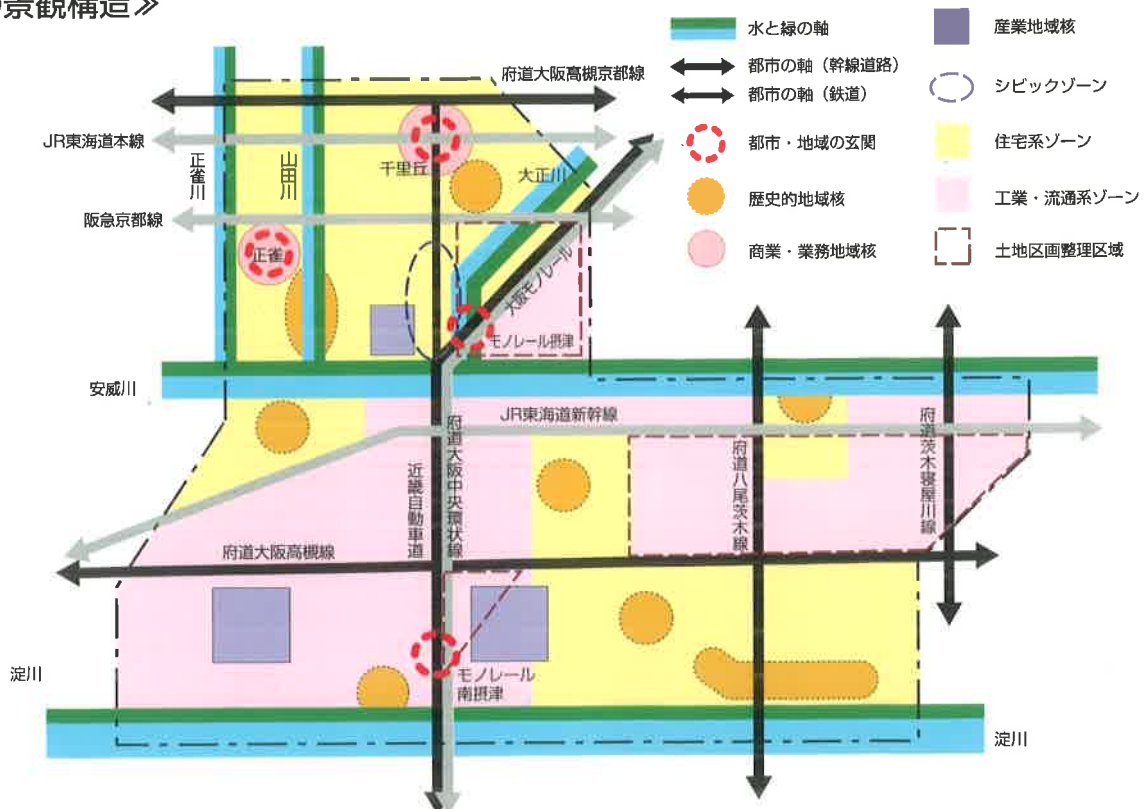 景観構造≫
水と緑の軸
都市の軸（幹線道路）
都市の軸（鉄道）
都市・地域の玄関
歴史的地域核
商業・業務地域核
産業地域核
シビックゾーン
住宅系ゾーン
工業・流通系ゾーン
土地区画整理区域
府道大阪高槻京都線
JR東海道本線
正雀川
山田川
千里丘
大正川
阪急京都線
正雀
大阪モノレール
モノレール摂津
安威川
JR東海道新幹線
府道大阪中央環状線
近畿自動車道
府道八尾茨木線
府道茨木寝屋川線
府道大阪高槻線
淀川
モノレール
南摂津
淀川